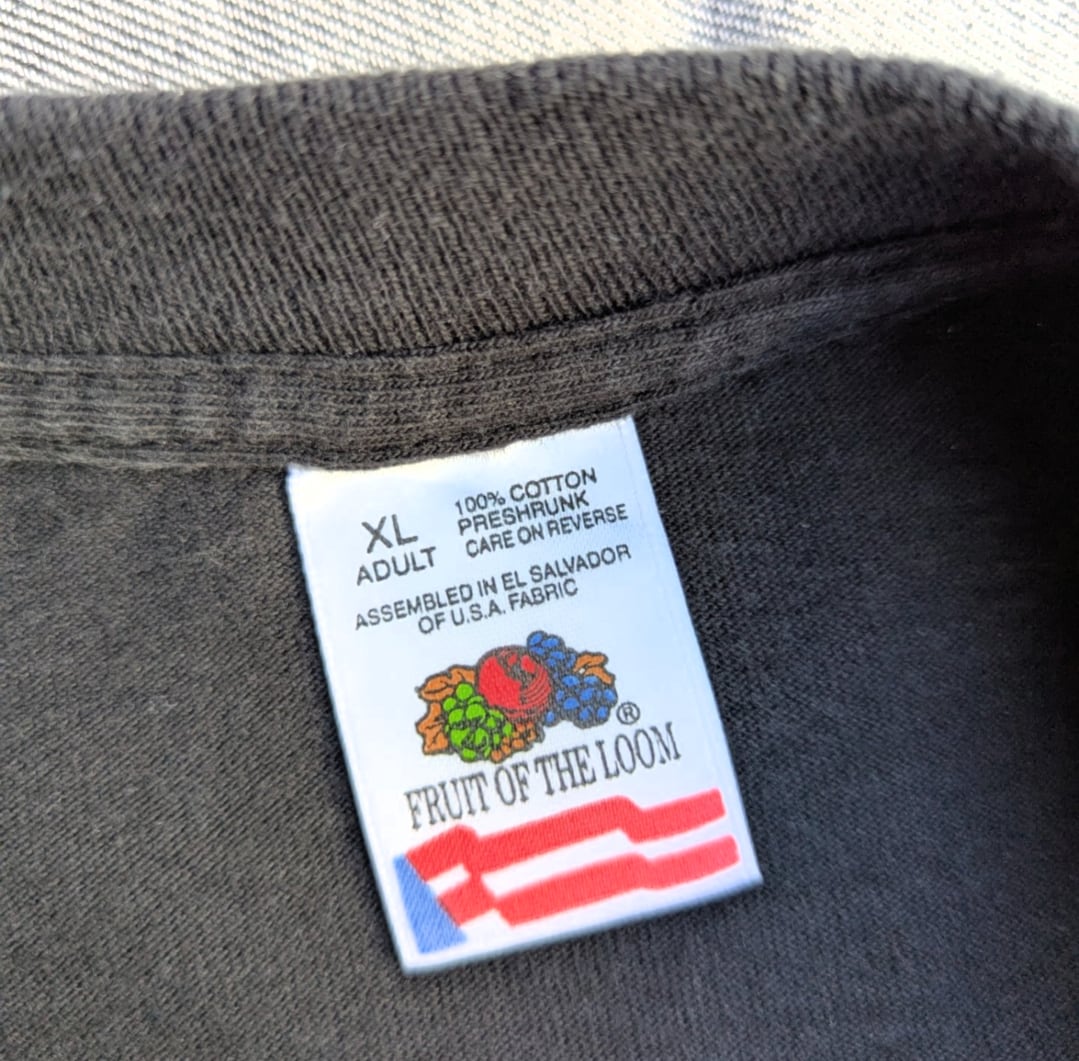 XL
ADULT
100% COTTON
PRESHRUNK
CARE ON REVERSE
ASSEMBLED IN EL SALVADOR
OF U.S.A. FABRIC
®
FRUIT OF THE LOOM